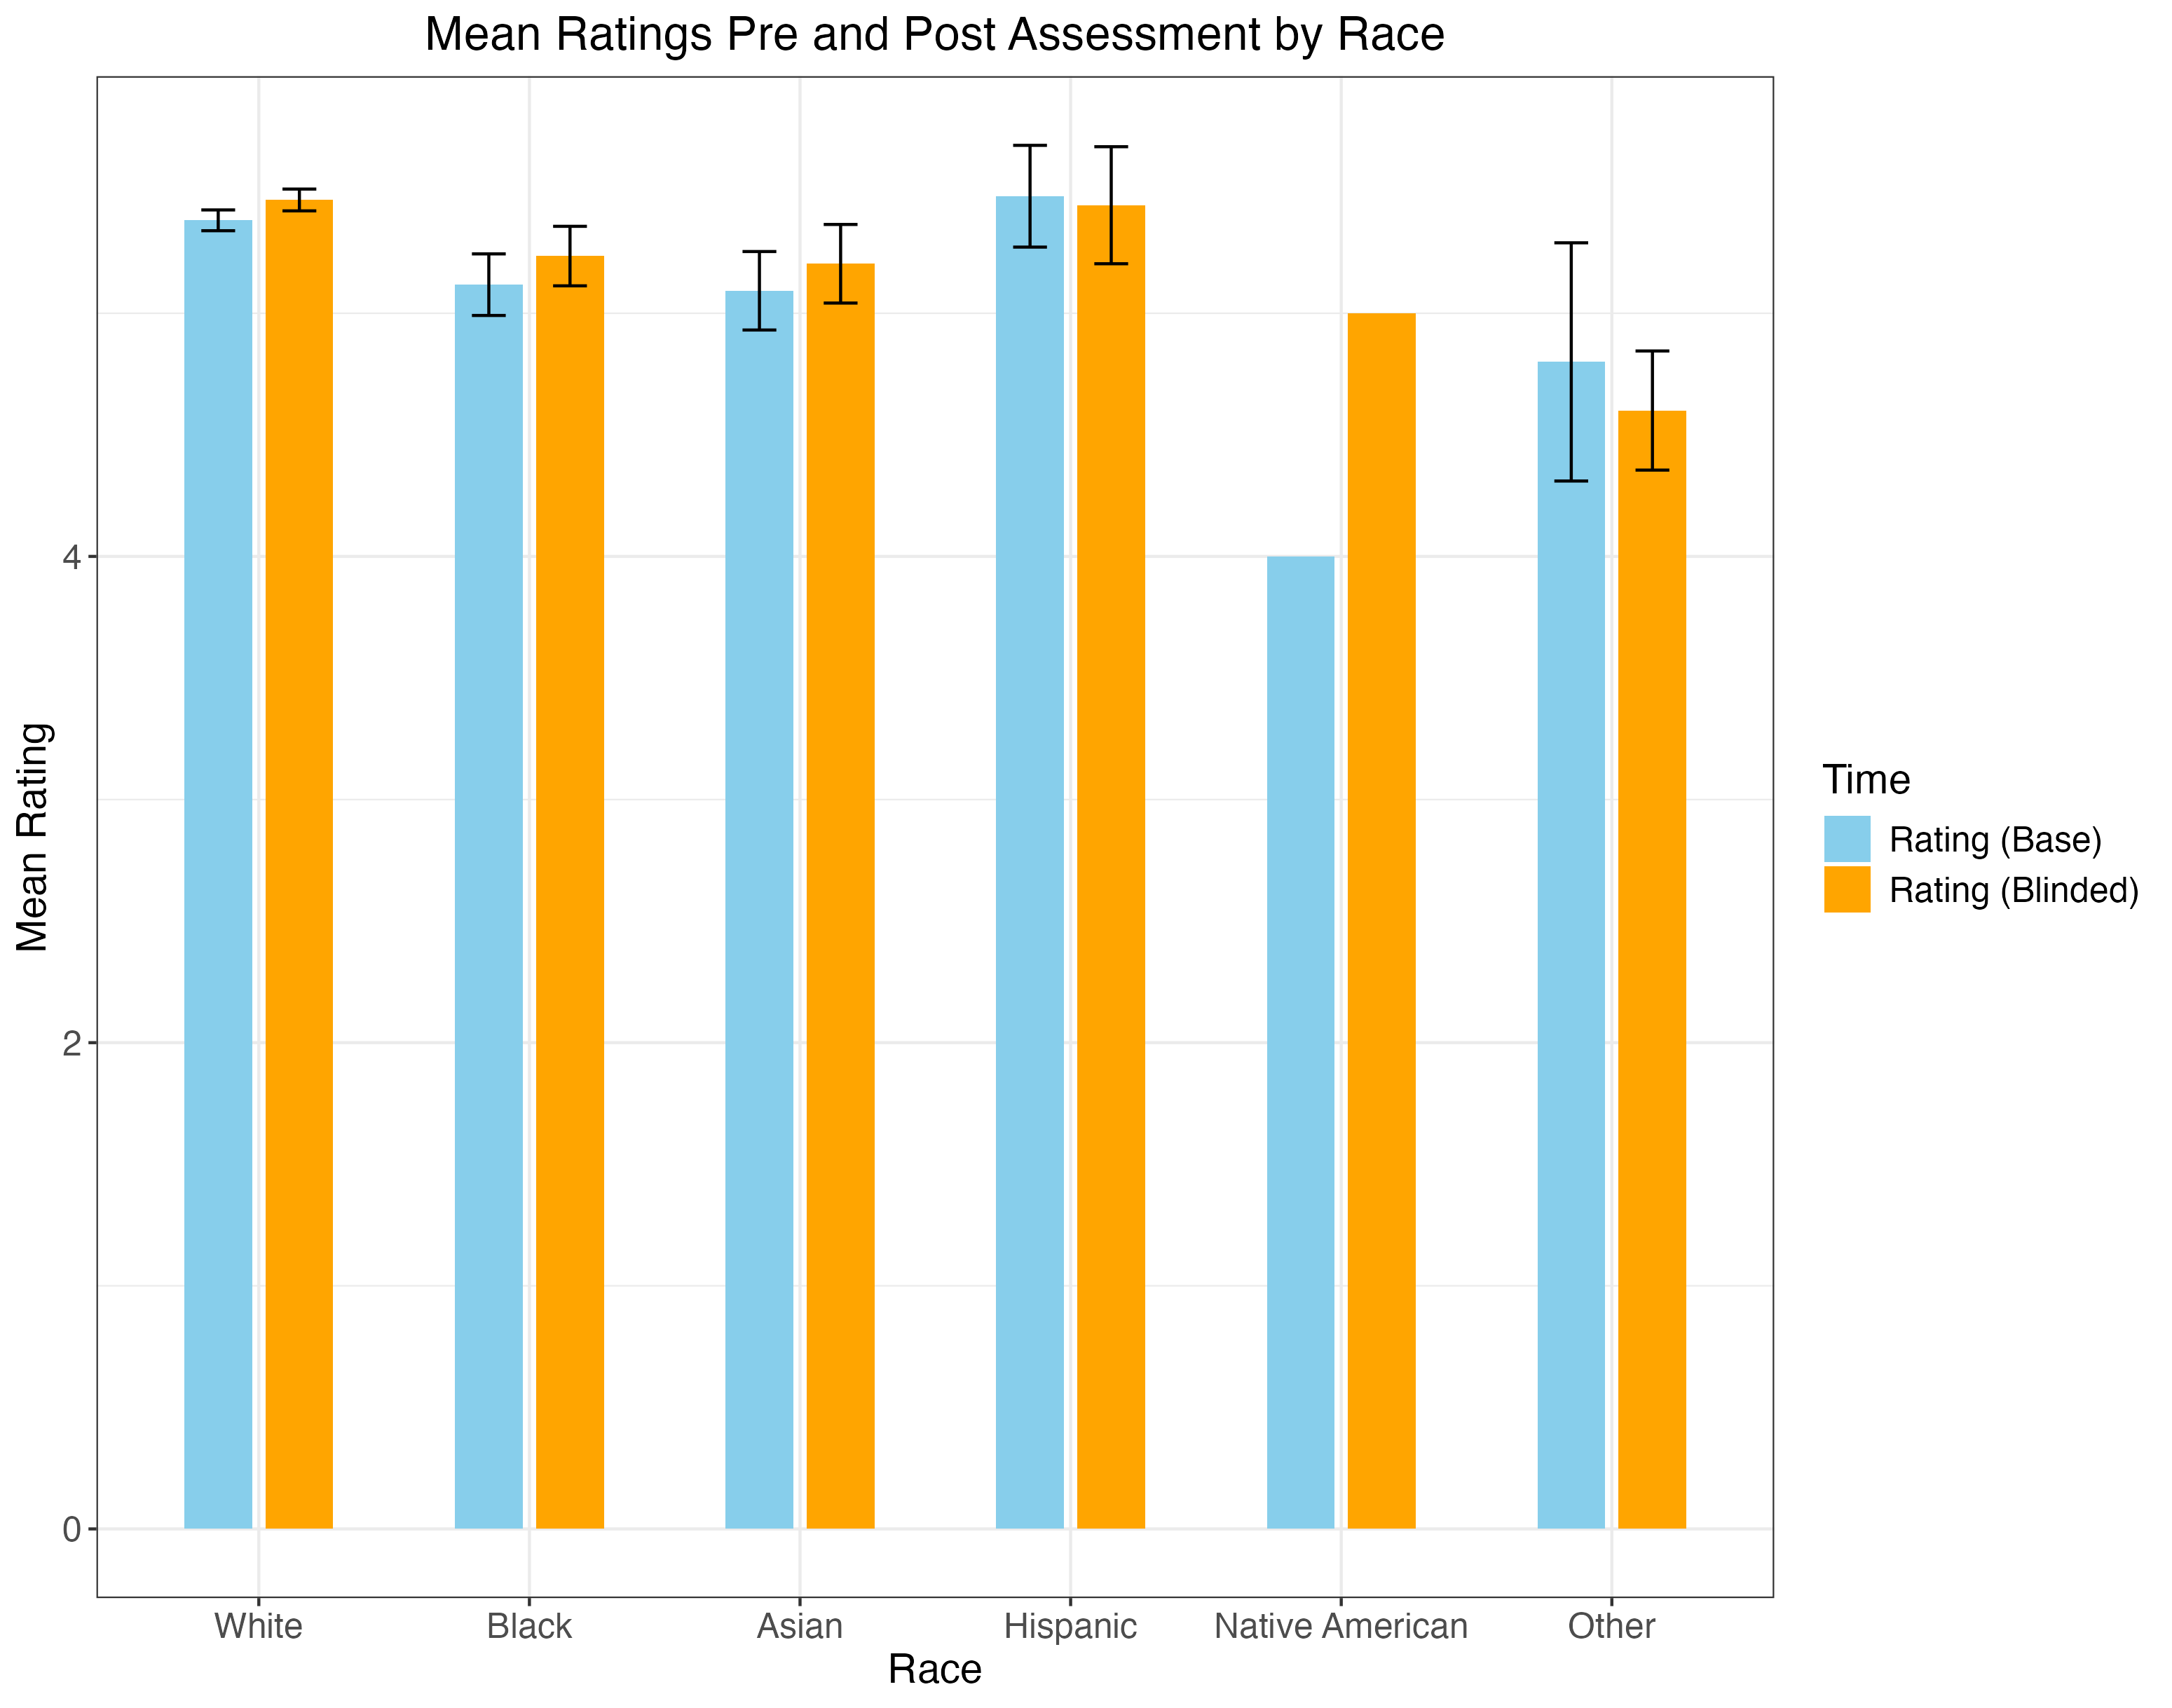 Mean Ratings Pre and Post Assessment by Race
Mean Rating
4
2
0
White
Black
Asian
Hispanic
Native American
Other
Race
Time
Rating (Base)
Rating (Blinded)